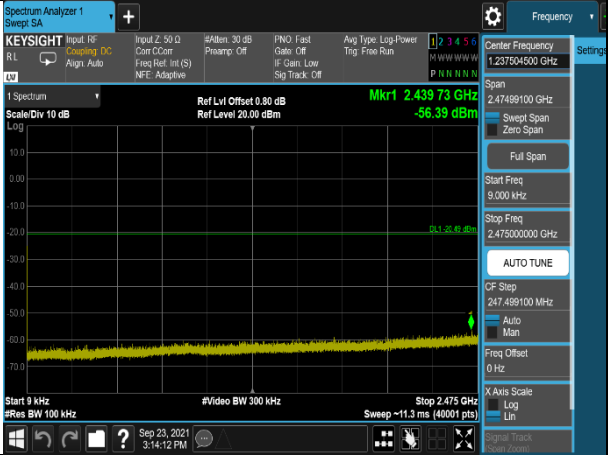 Spectrum Analyzer 1
Swept SA
Frequency
Settings
KEYSIGHT
RL
Input: RF
Coupling: DC
Align: Auto
Input Z: 50 Ω
Corr CCorr
Freq Ref: Int (S)
NFE: Adaptive
#Atten: 30 dB
Preamp: Off
PNO: Fast
Gate: Off
IF Gain: Low
Sig Track: Off
Avg Type: Log-Power
Trig: Free Run
1 2 3 4 5 6
M W W W W W
P N N N N N
1 Spectrum
Scale/Div 10 dB
Ref Lvl Offset 0.80 dB
Ref Level 20.00 dBm
Mkr1 2.439 73 GHz
-56.39 dBm
Log
10.0
0.00
-10.0
-20.0
-30.0
-40.0
-50.0
-60.0
-70.0
DL1 -20.49 dBm
Start 9 kHz
#Res BW 100 kHz
#Video BW 300 kHz
Stop 2.475 GHz
Sweep ~11.3 ms (40001 pts)
Sep 23, 2021
3:14:12 PM
Center Frequency
1.237504500 GHz
Span
2.47499100 GHz
Swept Span
Zero Span
Full Span
Start Freq
9.000 kHz
Stop Freq
2.475000000 GHz
AUTO TUNE
CF Step
247.499100 MHz
Auto
Man
Freq Offset
0 Hz
X Axis Scale
Log
Lin
Signal Track
(Span Zoom)